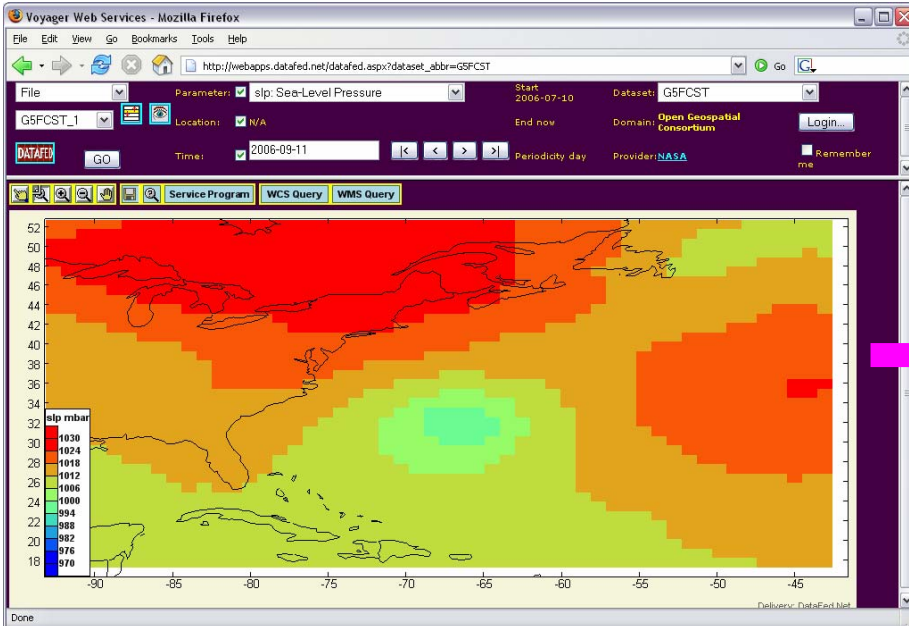 Voyager Web Services - Mozilla Firefox
File Edit View Go Bookmarks Tools Help
http://webapps.datafed.net/datafed.aspx?dataset_abbr=G5FCST Go G
File Parameter: slp: Sea-Level Pressure Start 2006-07-10 Dataset: G5FCST
G5FCST_1 Location: N/A End now Domain: Open Geospatial Consortium Login...
DATAFED GO Time: 2006-09-11 |< < > >| Periodicity day Provider: NASA Remember me
Service Program WCS Query WMS Query
52
50
48
46
44
42
40
38
36
34
32
30
28
26
24
22
20
18
slp mbar
1030
1024
1018
1012
1006
1000
994
988
982
976
970
-90 -85 -80 -75 -70 -65 -60 -55 -50 -45
Delivery: DataFed.Net
Done